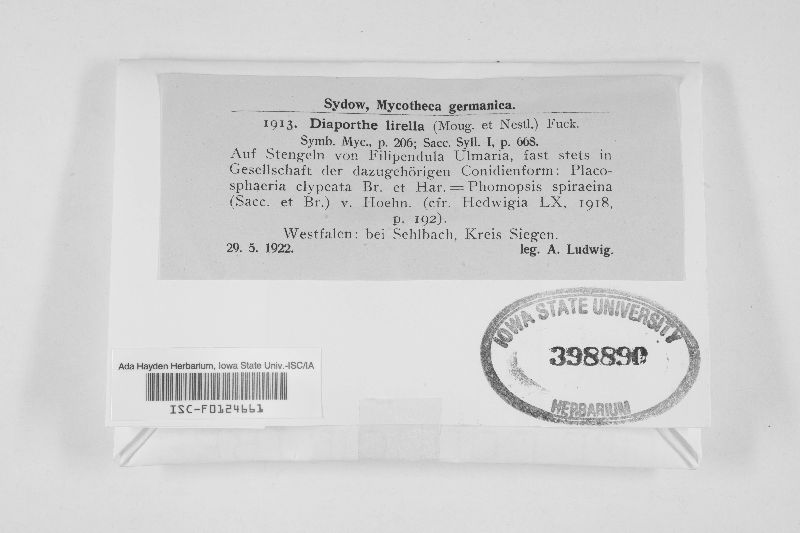 Sydow, Mycotheca germanica.
1913. Diaporthe lirella (Moug. et Nestl.) Fuck.
Symb. Myc., p. 206; Sacc. Syll. I, p. 668.
Auf Stengeln von Filipendula Ulmaria, fast stets in
Gesellschaft der dazugehörigen Conidienform: Placo-
sphaeria clypeata Br. et Har. = Phomopsis spiraeina
(Sacc. et Br.) v. Hoehn. (cfr. Hedwigia LX, 1918,
p. 192).
Westfalen: bei Sehlbach, Kreis Siegen.
29. 5. 1922. leg. A. Ludwig.
IOWA STATE UNIVERSITY
398890
HERBARIUM
Ada Hayden Herbarium, Iowa State Univ.-ISC/IA
ISC-F0124661